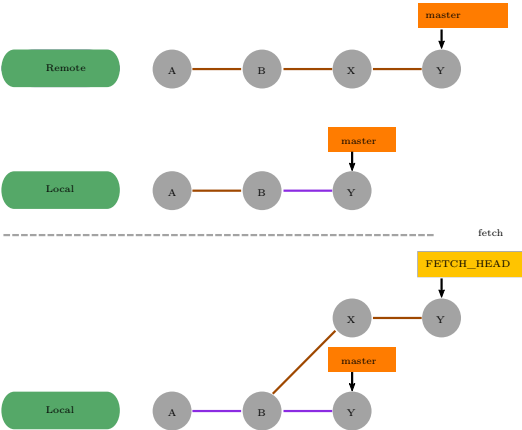 master
Remote
A B X Y
master
Local
A B Y
fetch
FETCH_HEAD
X Y
master
Local
A B Y